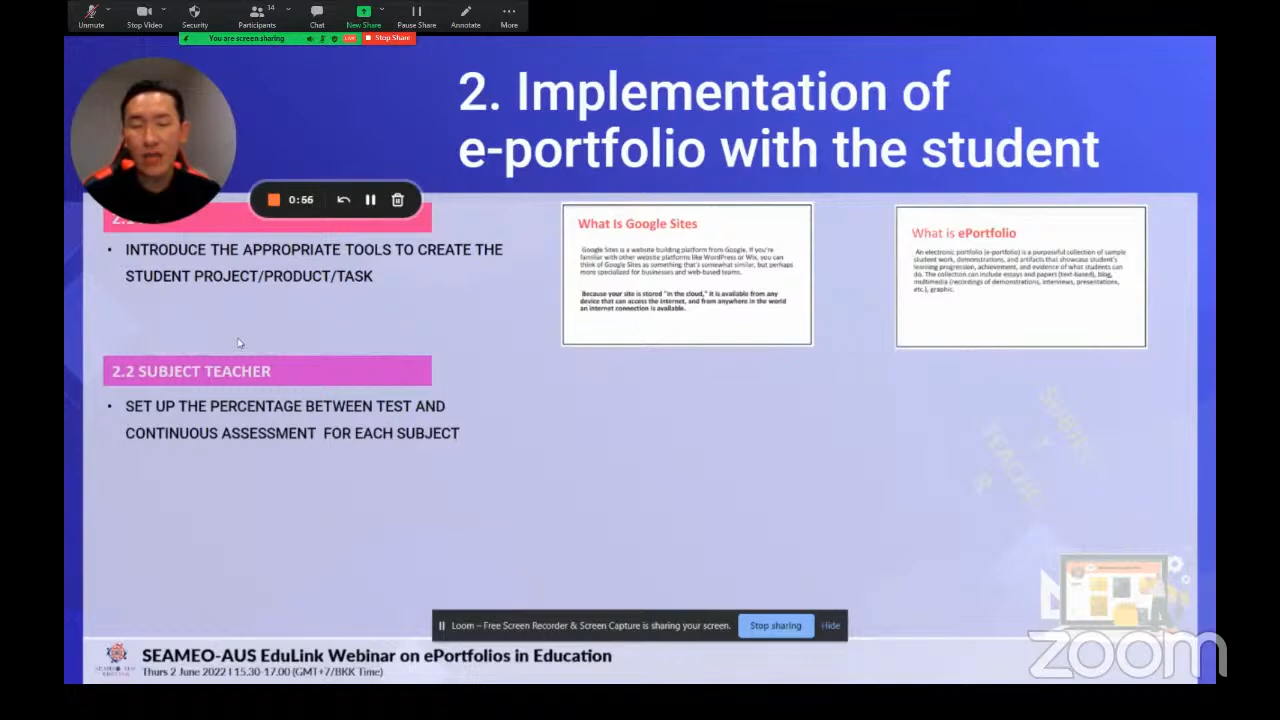 Unmute
Stop Video
Security
Participants
14
Chat
New Share
Pause Share
Annotate
More
You are screen sharing
LIVE
Stop Share
2. Implementation of
e-portfolio with the student
0:56
INTRODUCE THE APPROPRIATE TOOLS TO CREATE THE
STUDENT PROJECT/PRODUCT/TASK
What Is Google Sites
Google Sites is a website building platform from Google. If you're
familiar with other website platforms like WordPress or Wix, you can
think of Google Sites as something that's somewhat similar, but perhaps
more specialized for businesses and web-based teams.
Because your site is stored "in the cloud," it is available from any
device that can access the Internet, and from anywhere in the world
an internet connection is available.
What is ePortfolio
An electronic portfolio (e-portfolio) is a purposeful collection of sample
student work, demonstrations, and artifacts that showcase student's
learning progression, achievement, and evidence of what students can
do. The collection can include essays and papers (text-based), blog,
multimedia (recordings of demonstrations, interviews, presentations,
etc.), graphic.
2.2 SUBJECT TEACHER
• SET UP THE PERCENTAGE BETWEEN TEST AND
CONTINUOUS ASSESSMENT FOR EACH SUBJECT
Loom – Free Screen Recorder & Screen Capture is sharing your screen.
Stop sharing
Hide
SEAMEO-AUS EduLink Webinar on ePortfolios in Education
Thurs 2 June 2022 I 15.30-17.00 (GMT+7/BKK Time)
zoom